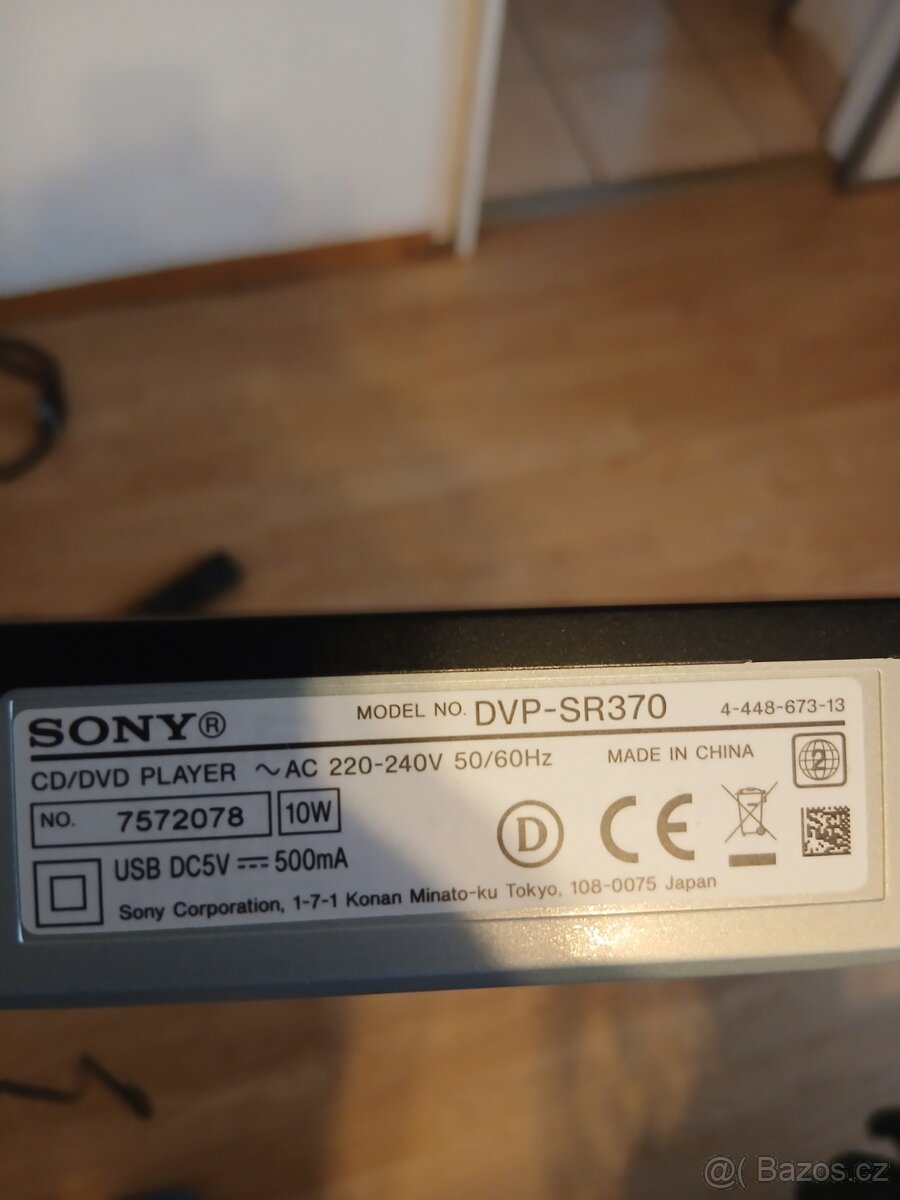 SONY® MODEL NO. DVP-SR370 4-448-673-13
CD/DVD PLAYER ~AC 220-240V 50/60Hz MADE IN CHINA
2
NO. 7572078 10W
D CE
USB DC5V ⎓ 500mA
Sony Corporation, 1-7-1 Konan Minato-ku Tokyo, 108-0075 Japan
@( Bazos.cz